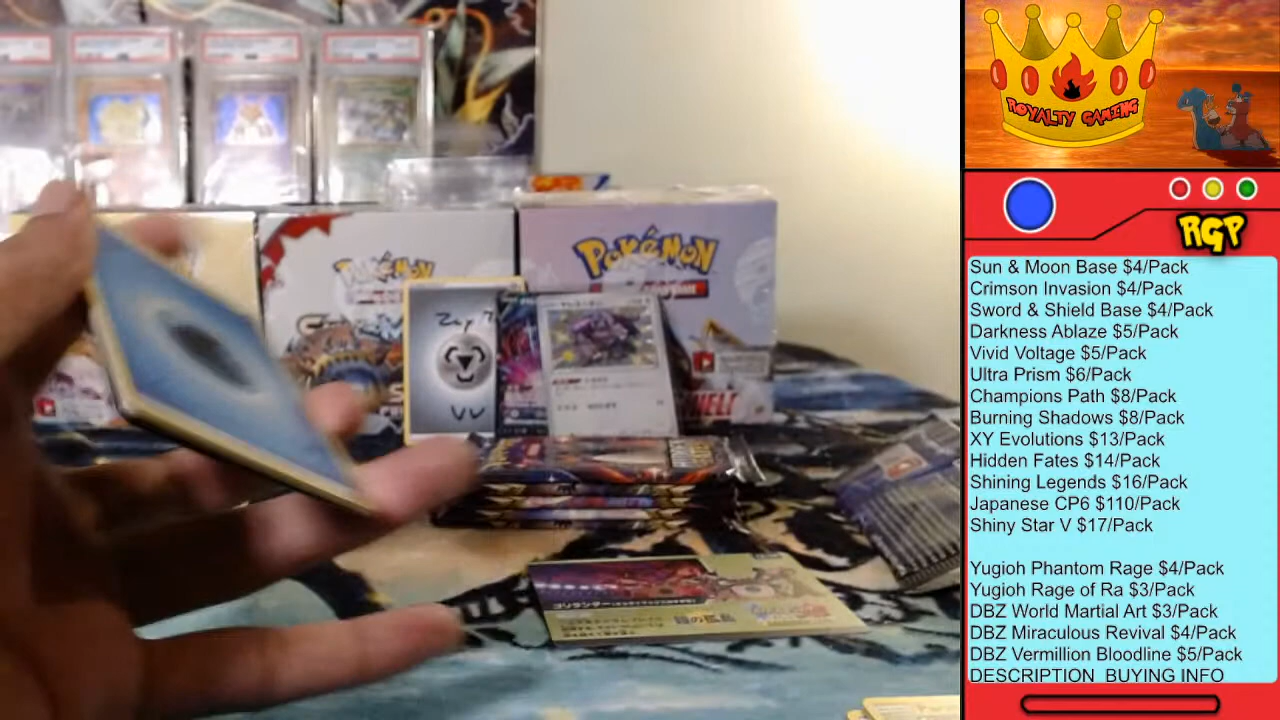 ROYALTY GAMING
RGP
Sun & Moon Base $4/Pack
Crimson Invasion $4/Pack
Sword & Shield Base $4/Pack
Darkness Ablaze $5/Pack
Vivid Voltage $5/Pack
Ultra Prism $6/Pack
Champions Path $8/Pack
Burning Shadows $8/Pack
XY Evolutions $13/Pack
Hidden Fates $14/Pack
Shining Legends $16/Pack
Japanese CP6 $110/Pack
Shiny Star V $17/Pack
Yugioh Phantom Rage $4/Pack
Yugioh Rage of Ra $3/Pack
DBZ World Martial Art $3/Pack
DBZ Miraculous Revival $4/Pack
DBZ Vermillion Bloodline $5/Pack
DESCRIPTION BUYING INFO
POKéMON
POKéMON
VV